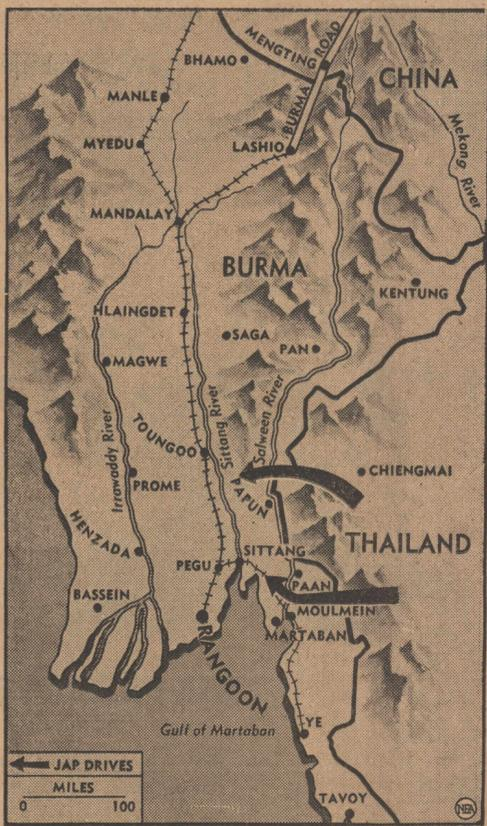 MENGTING
ROAD
BHAMO
CHINA
MANLE
BURMA
Mekong River
MYEDU
LASHIO
MANDALAY
BURMA
KENTUNG
HLAINGDET
SAGA
PAN
MAGWE
Irrawaddy River
Sittang River
Salween River
TOUNGOO
CHIENGMAI
PROME
PAPUN
THAILAND
HENZADA
SITTANG
PEGU
PAAN
BASSEIN
MOULMEIN
RANGOON
MARTABAN
Gulf of Martaban
YE
JAP DRIVES
MILES
0 100
TAVOY
NEA